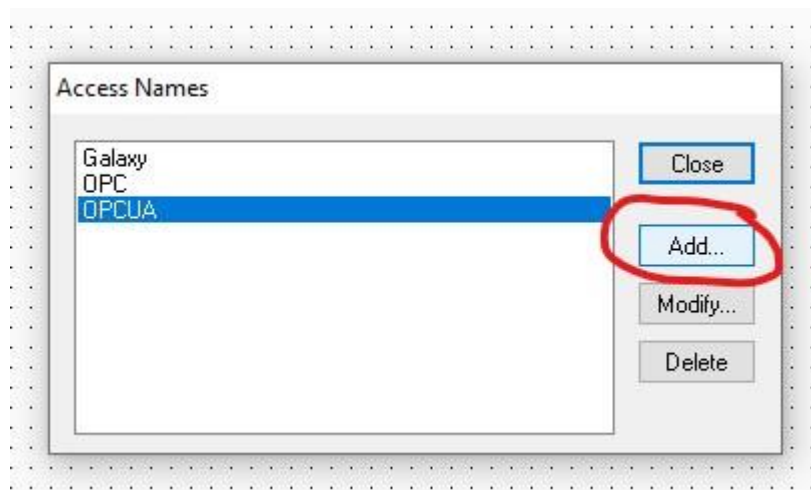 Access Names
Galaxy
OPC
OPCUA
Close
Add...
Modify...
Delete